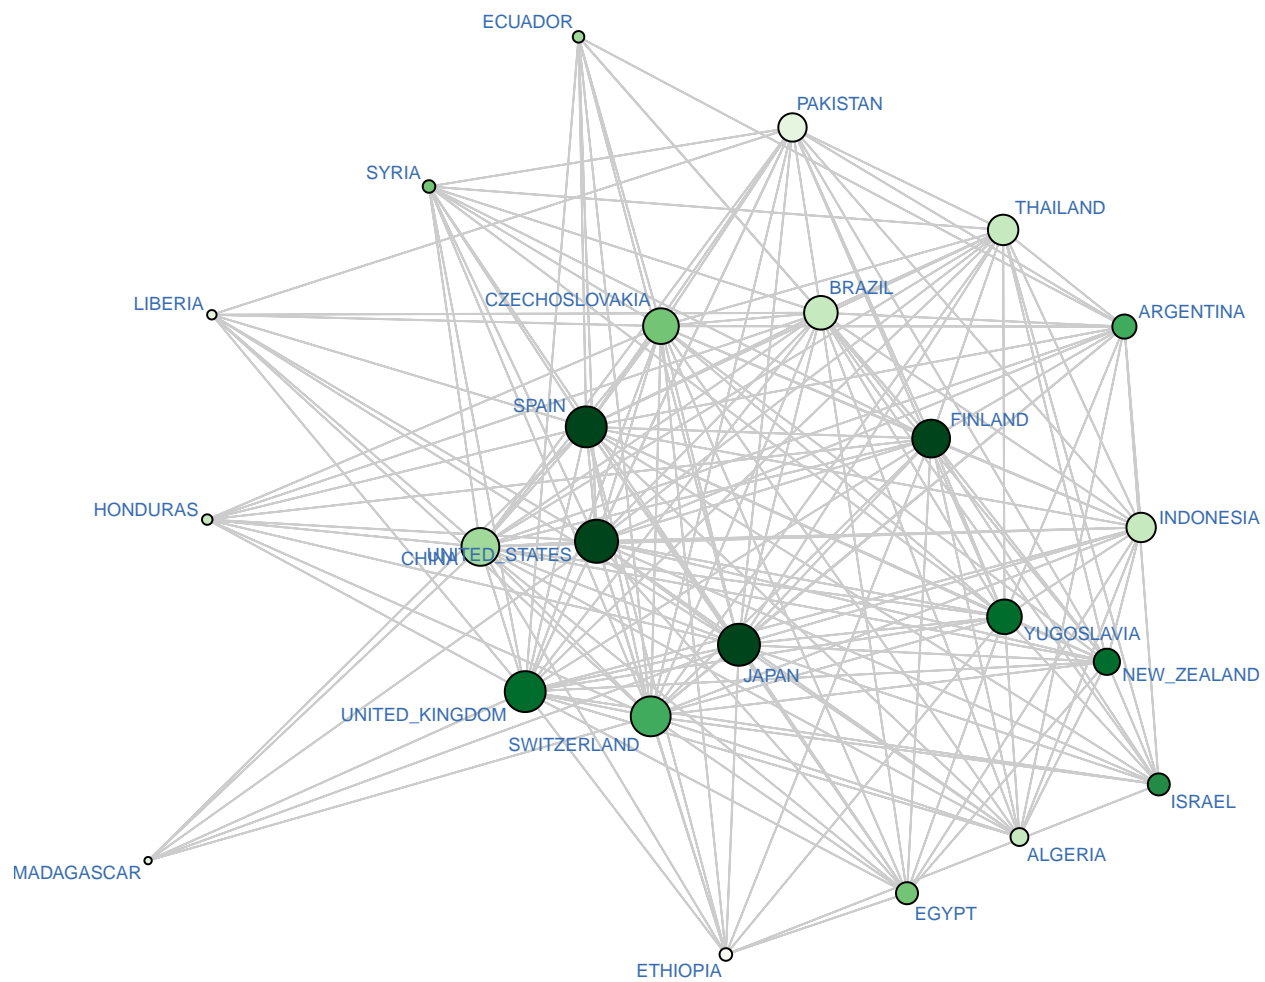 ECUADOR
PAKISTAN
SYRIA
THAILAND
BRAZIL
CZECHOSLOVAKIA
LIBERIA
ARGENTINA
SPAIN
FINLAND
HONDURAS
INDONESIA
CHINA
UNITED_STATES
YUGOSLAVIA
NEW_ZEALAND
JAPAN
UNITED_KINGDOM
SWITZERLAND
ISRAEL
ALGERIA
MADAGASCAR
EGYPT
ETHIOPIA